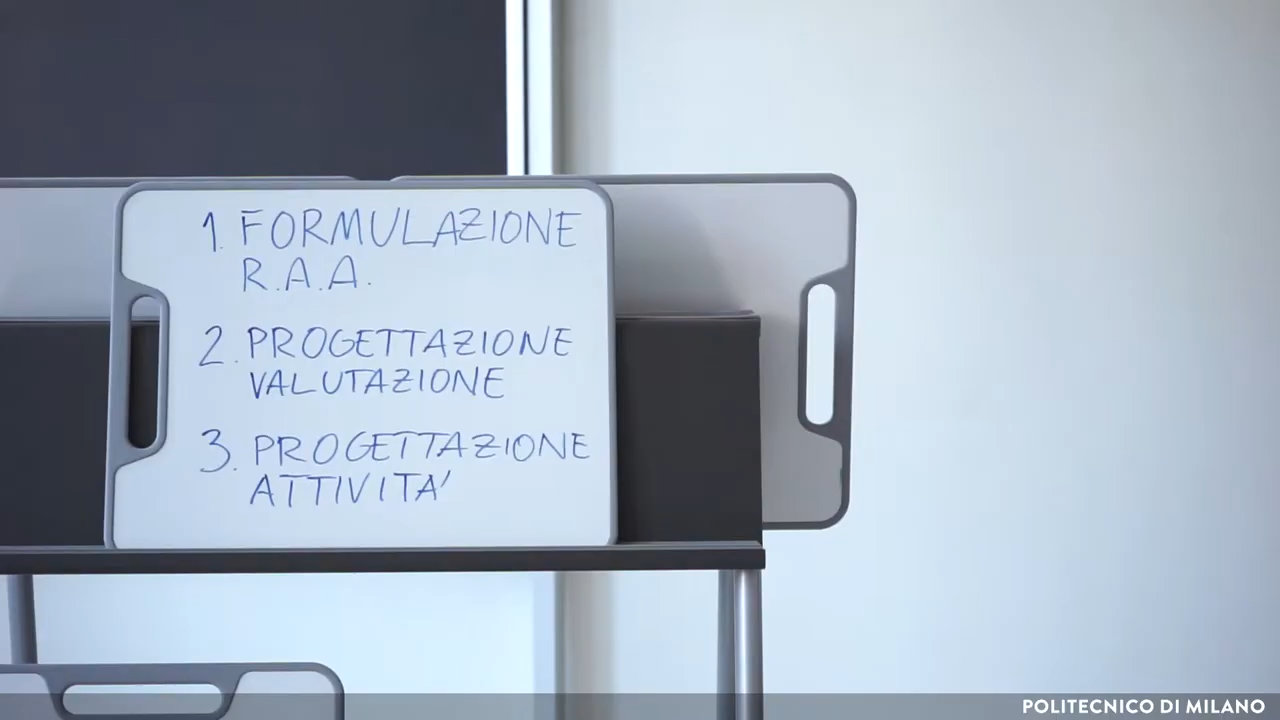 1. FORMULAZIONE
R.A.A.
2. PROGETTAZIONE
VALUTAZIONE
3. PROGETTAZIONE
ATTIVITA'
POLITECNICO DI MILANO